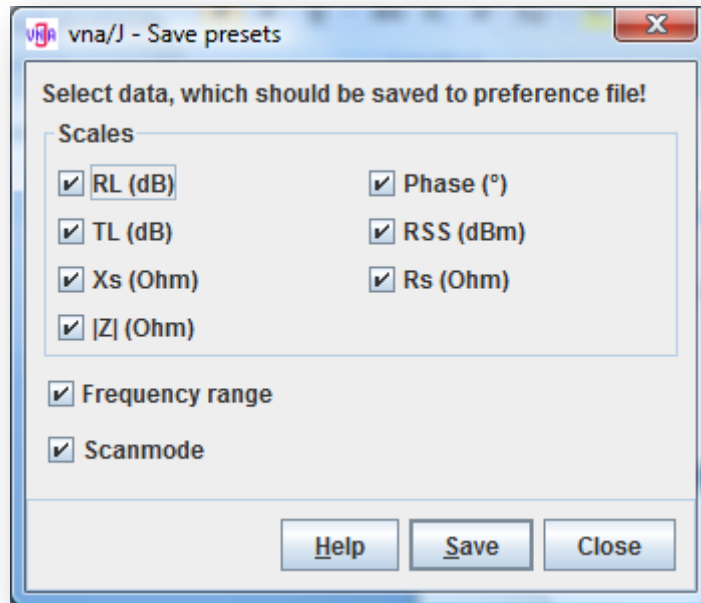 VNA vna/J - Save presets
Select data, which should be saved to preference file!
Scales
RL (dB) Phase (°)
TL (dB) RSS (dBm)
Xs (Ohm) Rs (Ohm)
|Z| (Ohm)
Frequency range
Scanmode
Help Save Close